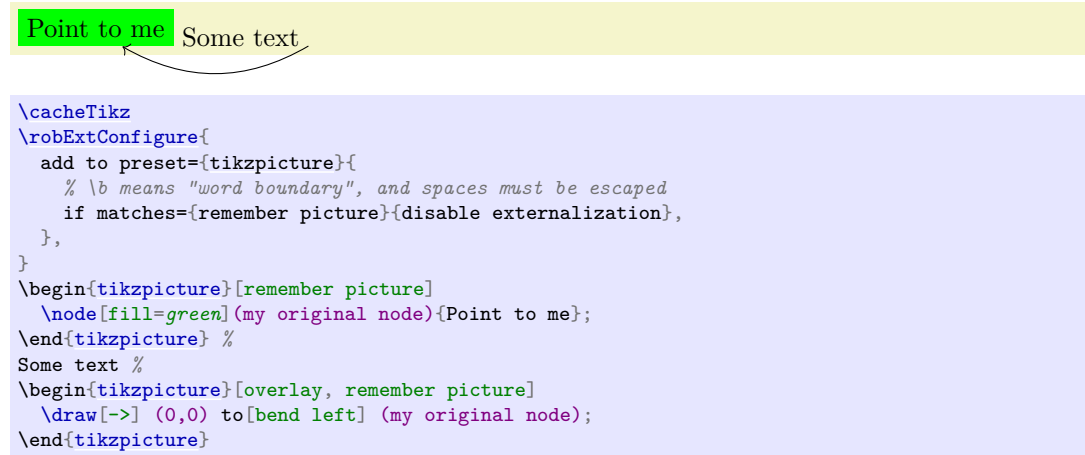 Point to me Some text
\cacheTikz
\robExtConfigure{
  add to preset={tikzpicture}{
    % \b means "word boundary", and spaces must be escaped
    if matches={remember picture}{disable externalization},
  },
}
\begin{tikzpicture}[remember picture]
  \node[fill=green](my original node){Point to me};
\end{tikzpicture} %
Some text %
\begin{tikzpicture}[overlay, remember picture]
  \draw[->] (0,0) to[bend left] (my original node);
\end{tikzpicture}